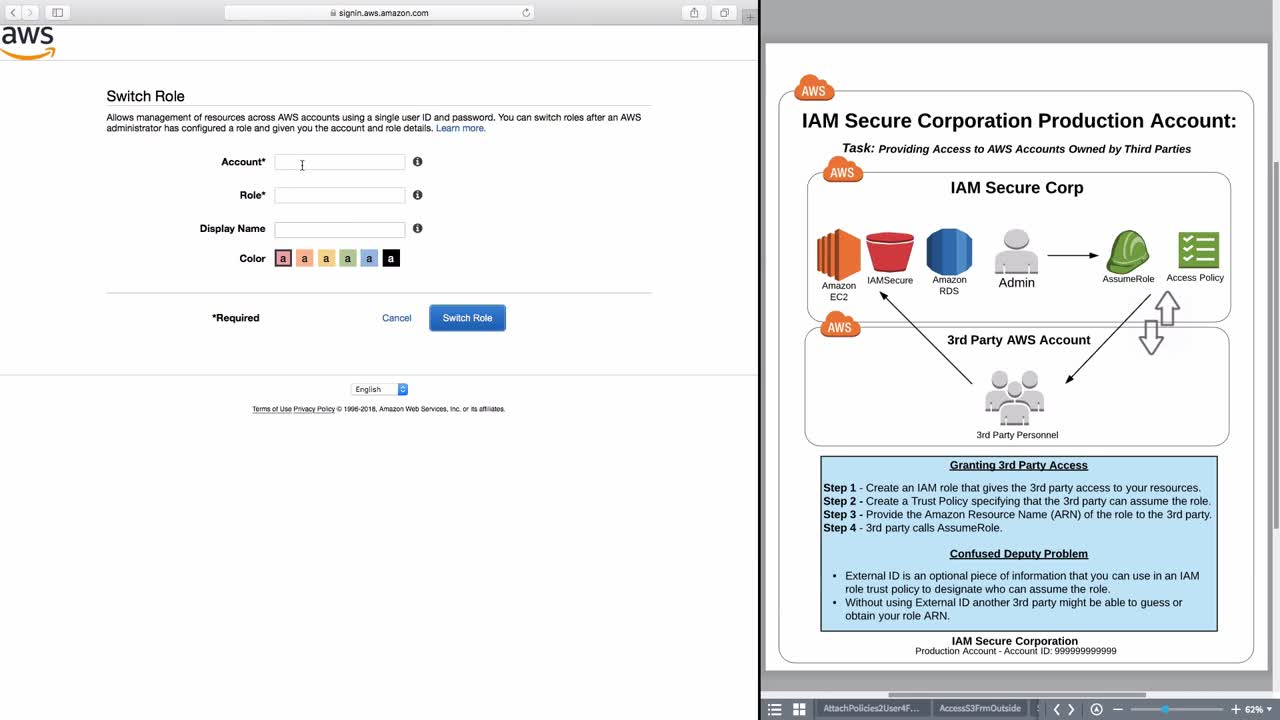 signin.aws.amazon.com
aws
Switch Role
Allows management of resources across AWS accounts using a single user ID and password. You can switch roles after an AWS
administrator has configured a role and given you the account and role details. Learn more.
Account*
Role*
Display Name
Color
a a a a a a
*Required
Cancel
Switch Role
English
Terms of Use Privacy Policy © 1996-2018, Amazon Web Services, Inc. or its affiliates.
AWS
IAM Secure Corporation Production Account:
Task: Providing Access to AWS Accounts Owned by Third Parties
AWS
IAM Secure Corp
Amazon
EC2
IAMSecure
Amazon
RDS
Admin
AssumeRole
Access Policy
AWS
3rd Party AWS Account
3rd Party Personnel
Granting 3rd Party Access
Step 1 - Create an IAM role that gives the 3rd party access to your resources.
Step 2 - Create a Trust Policy specifying that the 3rd party can assume the role.
Step 3 - Provide the Amazon Resource Name (ARN) of the role to the 3rd party.
Step 4 - 3rd party calls AssumeRole.
Confused Deputy Problem
• External ID is an optional piece of information that you can use in an IAM
role trust policy to designate who can assume the role.
• Without using External ID another 3rd party might be able to guess or
obtain your role ARN.
IAM Secure Corporation
Production Account - Account ID: 999999999999
AttachPolicies2User4F...
AccessS3FrmOutside
62%